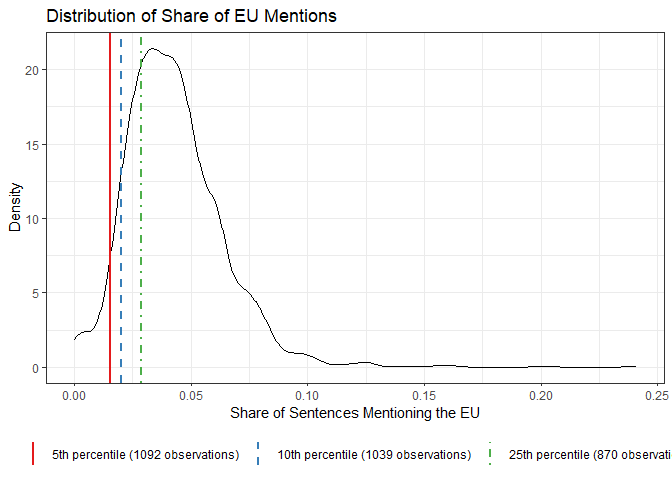 Distribution of Share of EU Mentions
Density
20
15
10
5
0
0.00 0.05 0.10 0.15 0.20 0.25
Share of Sentences Mentioning the EU
5th percentile (1092 observations) 10th percentile (1039 observations) 25th percentile (870 observati